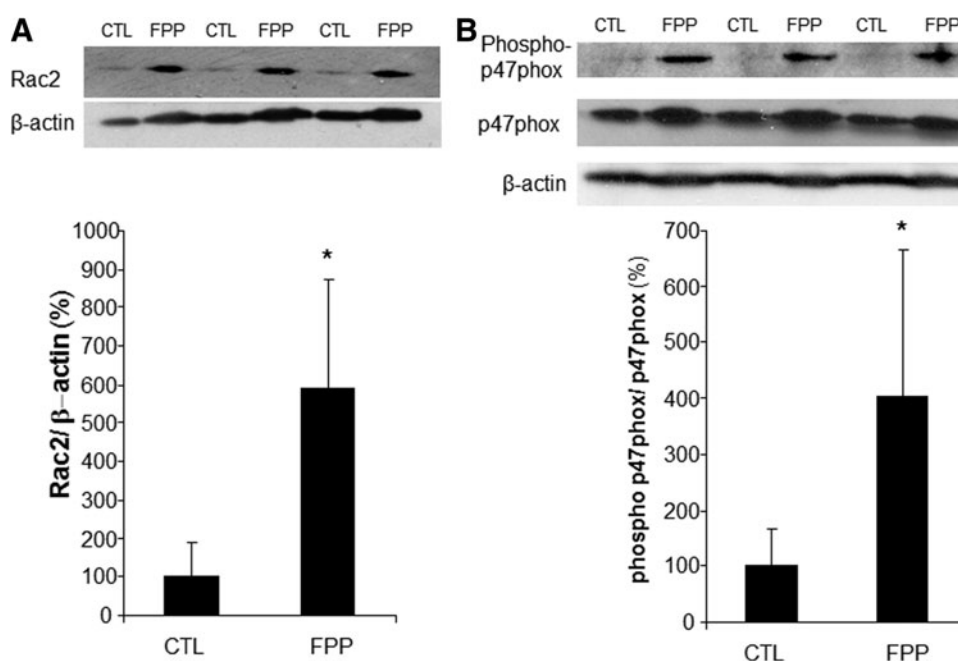 A
CTL FPP CTL FPP CTL FPP
Rac2
β-actin
Rac2/ β-actin (%)
1000
900
800
700
600
500
400
300
200
100
0
*
CTL FPP
B
CTL FPP CTL FPP CTL FPP
Phospho-
p47phox
p47phox
β-actin
phospho p47phox/ p47phox (%)
700
600
500
400
300
200
100
0
*
CTL FPP